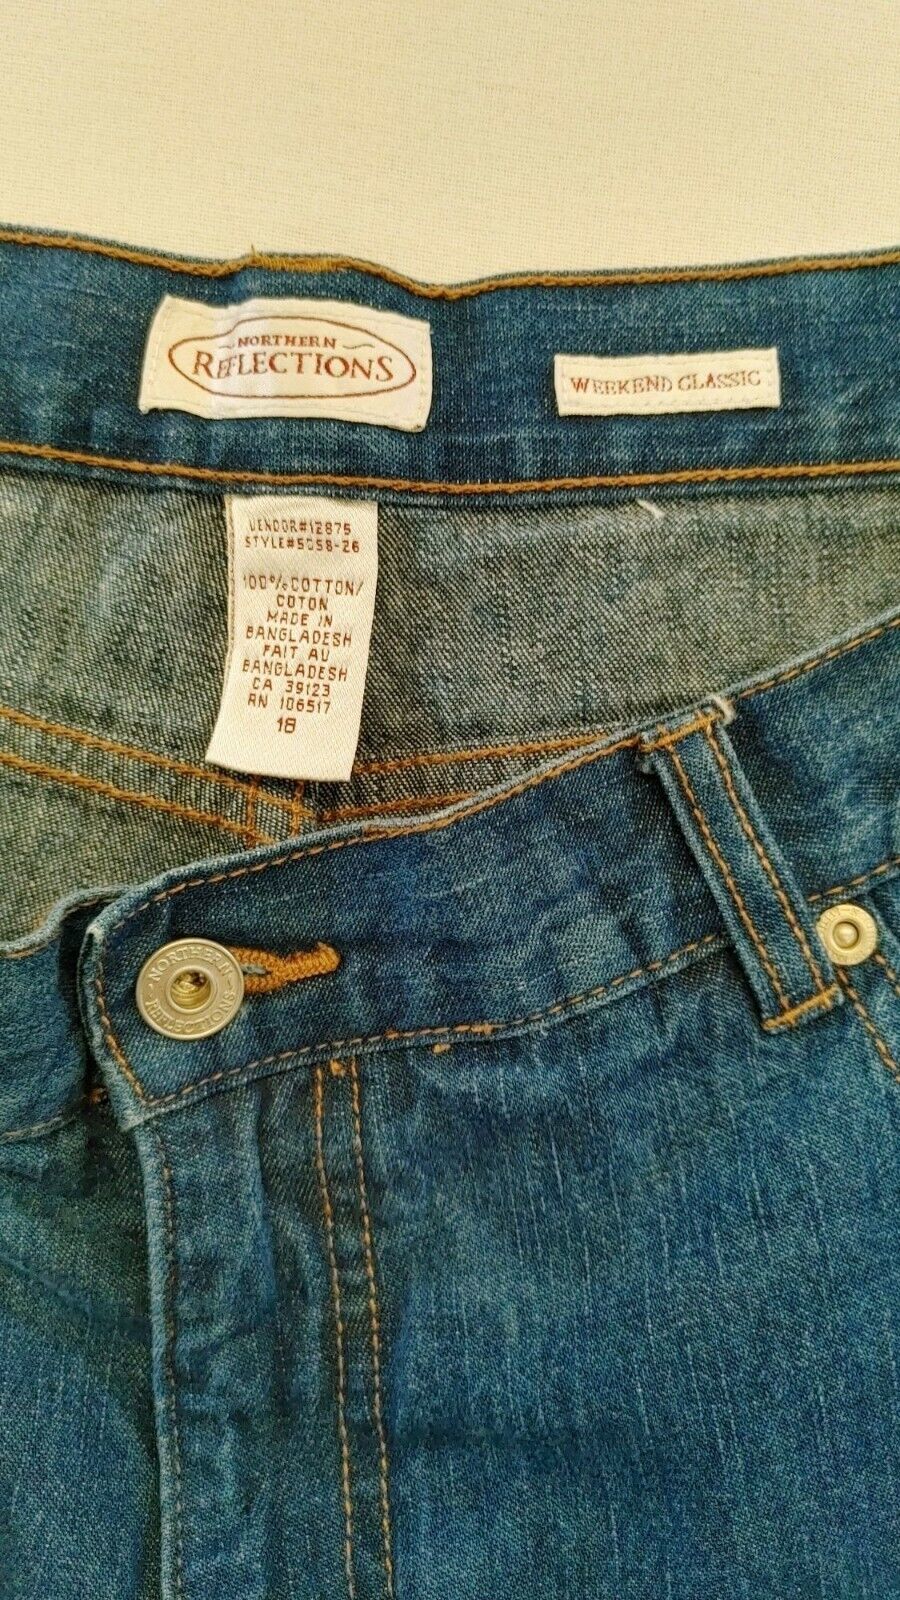 NORTHERN
REFLECTIONS
WEEKEND CLASSIC
VENDOR#12875
STYLE#5058-26
100%COTTON/
COTON
MADE IN
BANGLADESH
FAIT AU
BANGLADESH
CA 39123
RN 106517
18
NORTHERN
REFLECTIONS